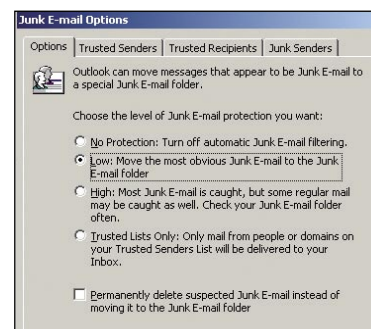 Junk E-mail Options
Options Trusted Senders Trusted Recipients Junk Senders
Outlook can move messages that appear to be Junk E-mail to
a special Junk E-mail folder.
Choose the level of Junk E-mail protection you want:
No Protection: Turn off automatic Junk E-mail filtering.
Low: Move the most obvious Junk E-mail to the Junk
E-mail folder
High: Most Junk E-mail is caught, but some regular mail
may be caught as well. Check your Junk E-mail folder
often.
Trusted Lists Only: Only mail from people or domains on
your Trusted Senders List will be delivered to your
Inbox.
Permanently delete suspected Junk E-mail instead of
moving it to the Junk E-mail folder